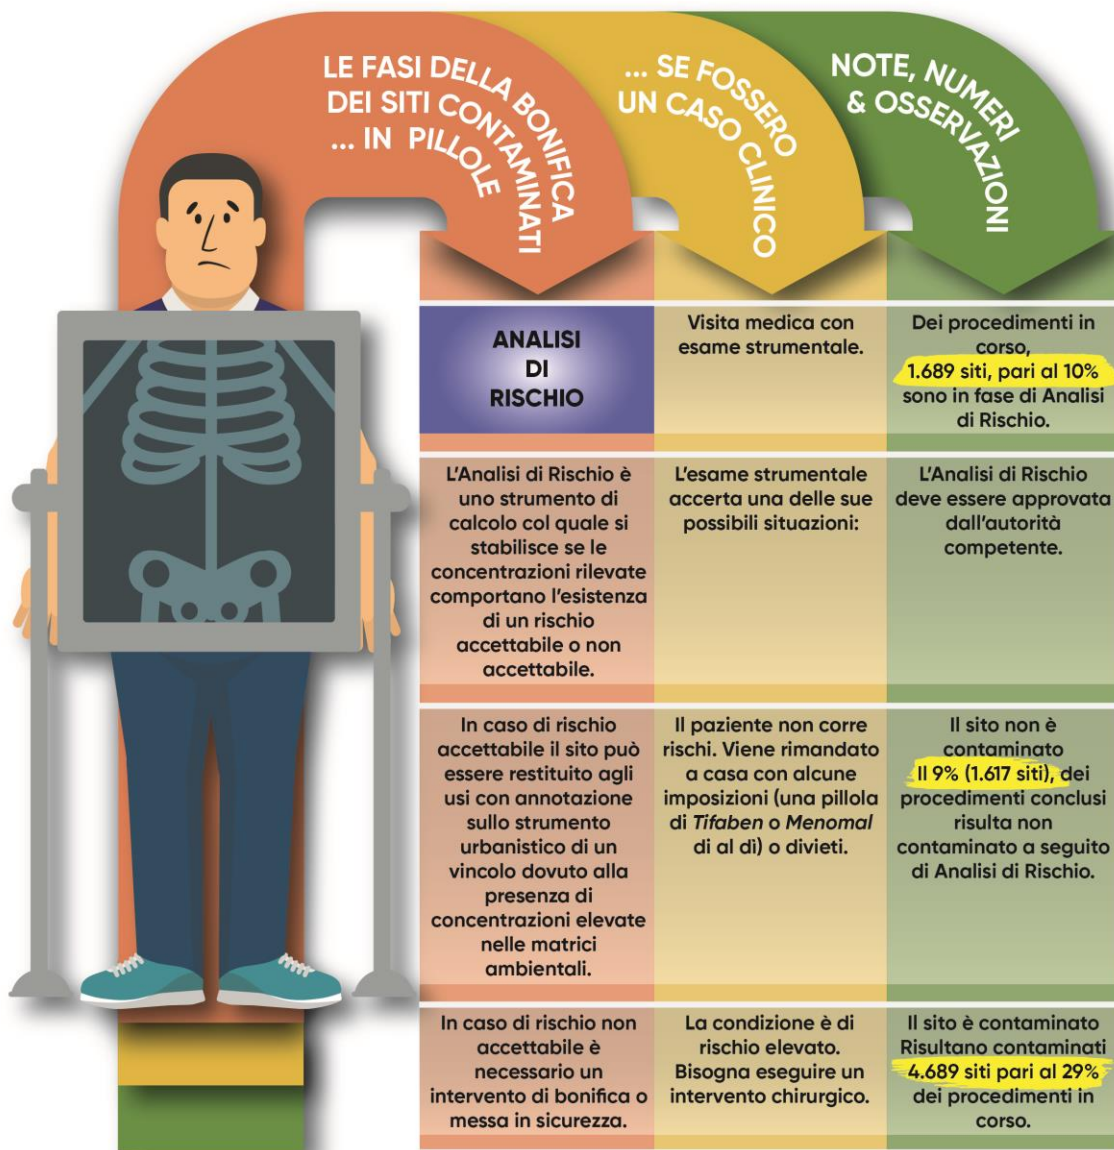 LE FASI DELLA BONIFICA
DEI SITI CONTAMINATI
... IN PILLOLE
... SE FOSSERO
UN CASO CLINICO
NOTE, NUMERI
& OSSERVAZIONI
ANALISI
DI
RISCHIO
Visita medica con
esame strumentale.
Dei procedimenti in
corso,
1.689 siti, pari al 10%
sono in fase di Analisi
di Rischio.
L'Analisi di Rischio è
uno strumento di
calcolo col quale si
stabilisce se le
concentrazioni rilevate
comportano l'esistenza
di un rischio
accettabile o non
accettabile.
L'esame strumentale
accerta una delle sue
possibili situazioni:
L'Analisi di Rischio
deve essere approvata
dall'autorità
competente.
In caso di rischio
accettabile il sito può
essere restituito agli
usi con annotazione
sullo strumento
urbanistico di un
vincolo dovuto alla
presenza di
concentrazioni elevate
nelle matrici
ambientali.
Il paziente non corre
rischi. Viene rimandato
a casa con alcune
imposizioni (una pillola
di Tifaben o Menomal
di al dì) o divieti.
Il sito non è
contaminato
Il 9% (1.617 siti), dei
procedimenti conclusi
risulta non
contaminato a seguito
di Analisi di Rischio.
In caso di rischio non
accettabile è
necessario un
intervento di bonifica o
messa in sicurezza.
La condizione è di
rischio elevato.
Bisogna eseguire un
intervento chirurgico.
Il sito è contaminato
Risultano contaminati
4.689 siti pari al 29%
dei procedimenti in
corso.